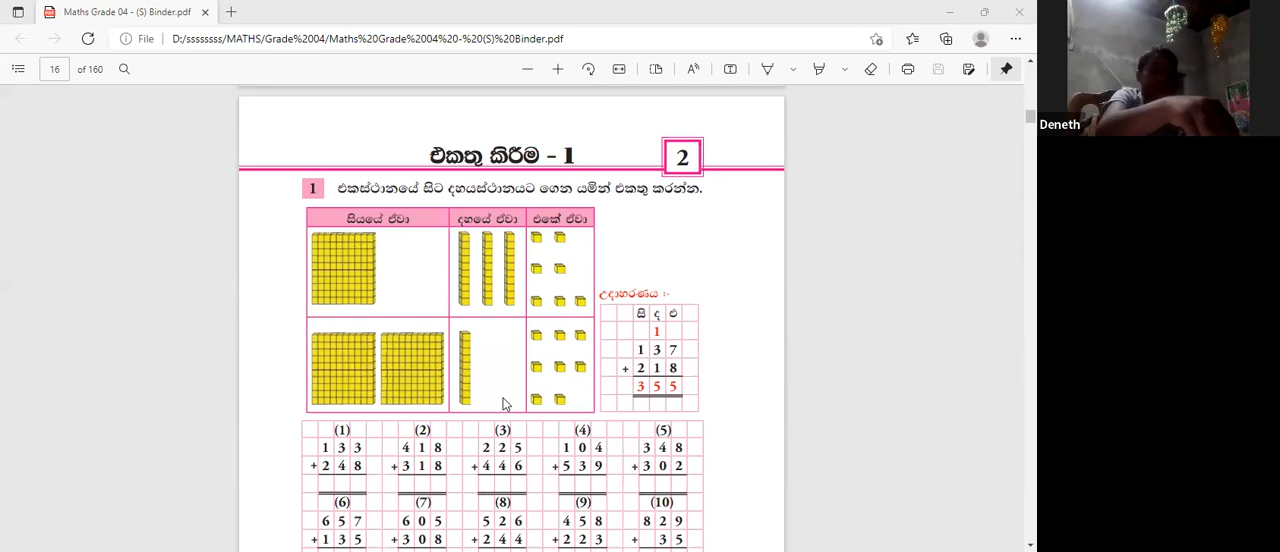 Maths Grade 04 - (S) Binder.pdf
File D:/ssssssss/MATHS/Grade%2004/Maths%20Grade%2004%20-%20(S)%20Binder.pdf
16 of 160
Deneth
එකතු කිරීම - 1
2
1 එකස්ථානයේ සිට දහයස්ථානයට ගෙන යමින් එකතු කරන්න.
සියයේ ඒවා දහයේ ඒවා එකේ ඒවා
උදාහරණය :-
සි ද එ
1
1 3 7
+ 2 1 8
3 5 5
(1) (2) (3) (4) (5)
1 3 3 4 1 8 2 2 5 1 0 4 3 4 8
+ 2 4 8 + 3 1 8 + 4 4 6 + 5 3 9 + 3 0 2
(6) (7) (8) (9) (10)
6 5 7 6 0 5 5 2 6 4 5 8 8 2 9
+ 1 3 5 + 3 0 8 + 2 4 4 + 2 2 3 + 3 5